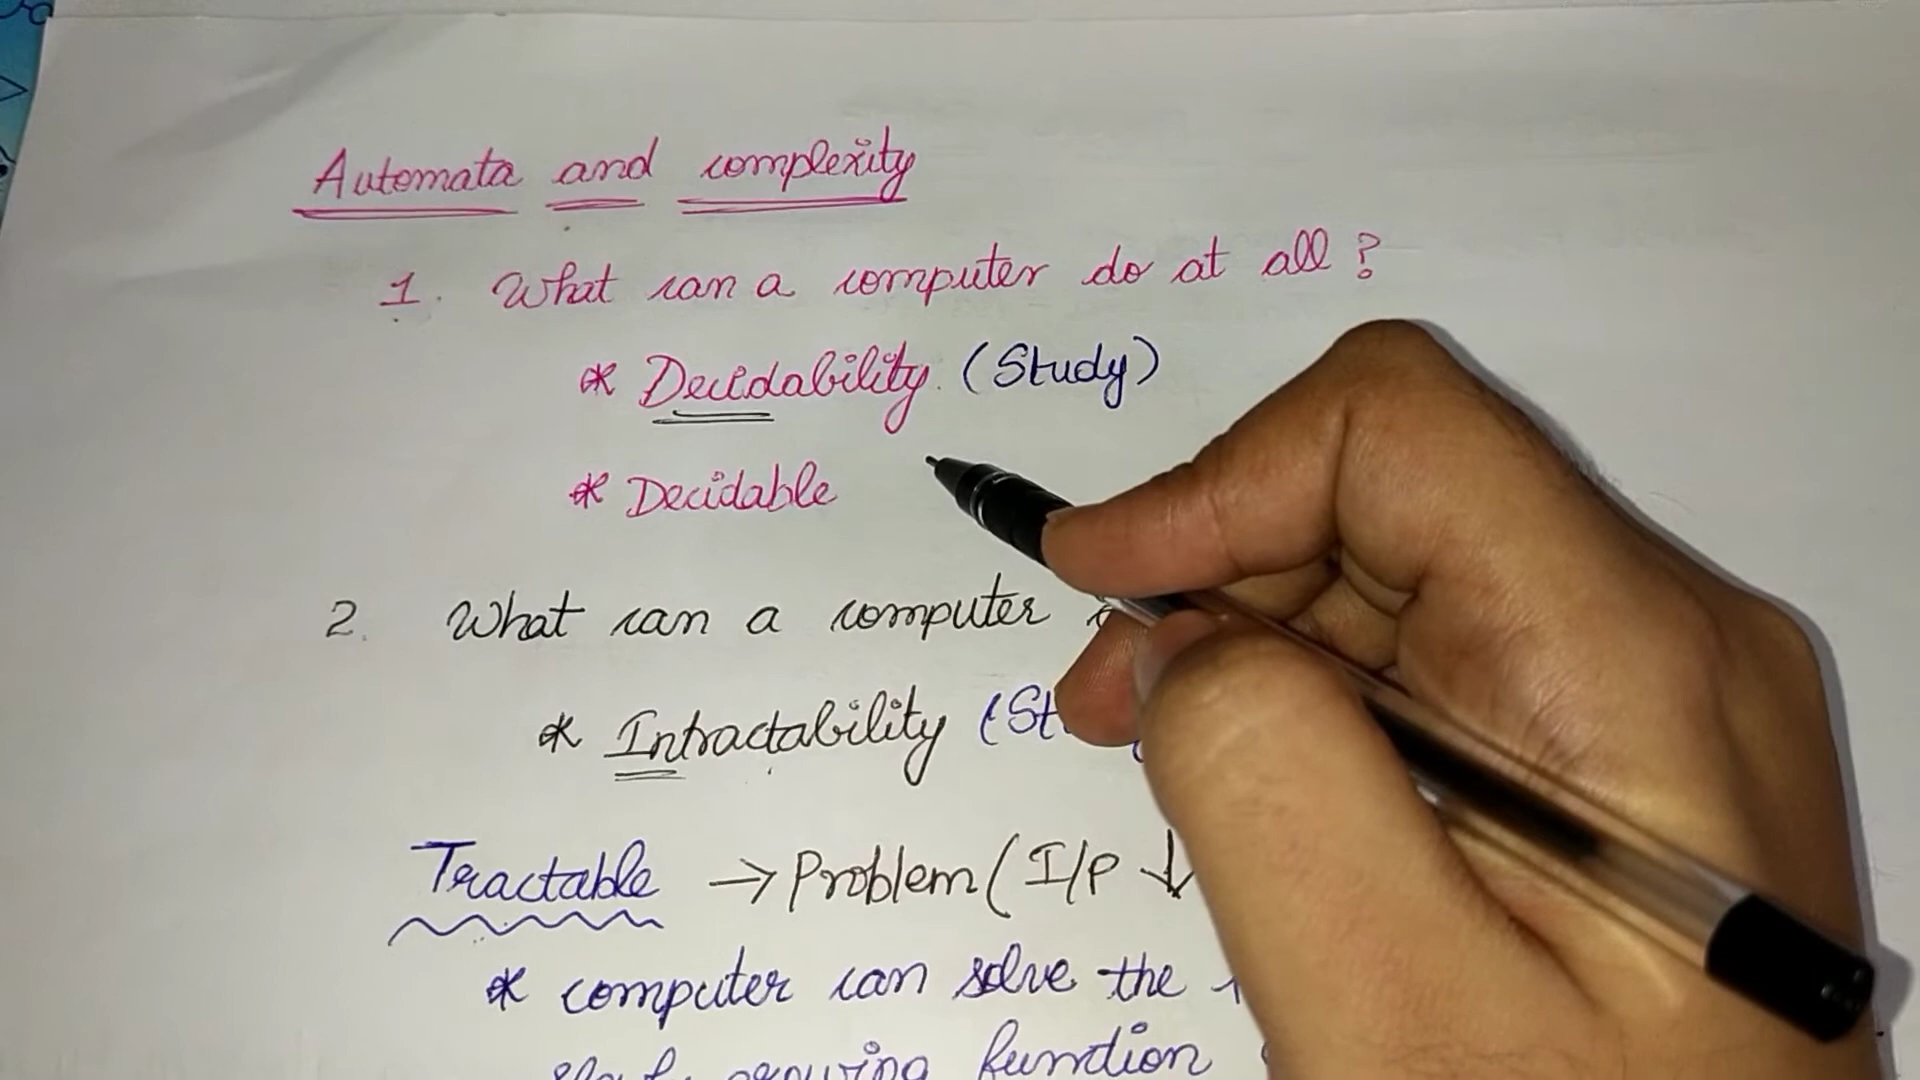 Automata and complexity
1. What can a computer do at all ?
* Decidability. (Study)
* Decidable
2. What can a computer
* Intractability
Tractable → Problem ( I/P ↓
* computer can solve the
growing function